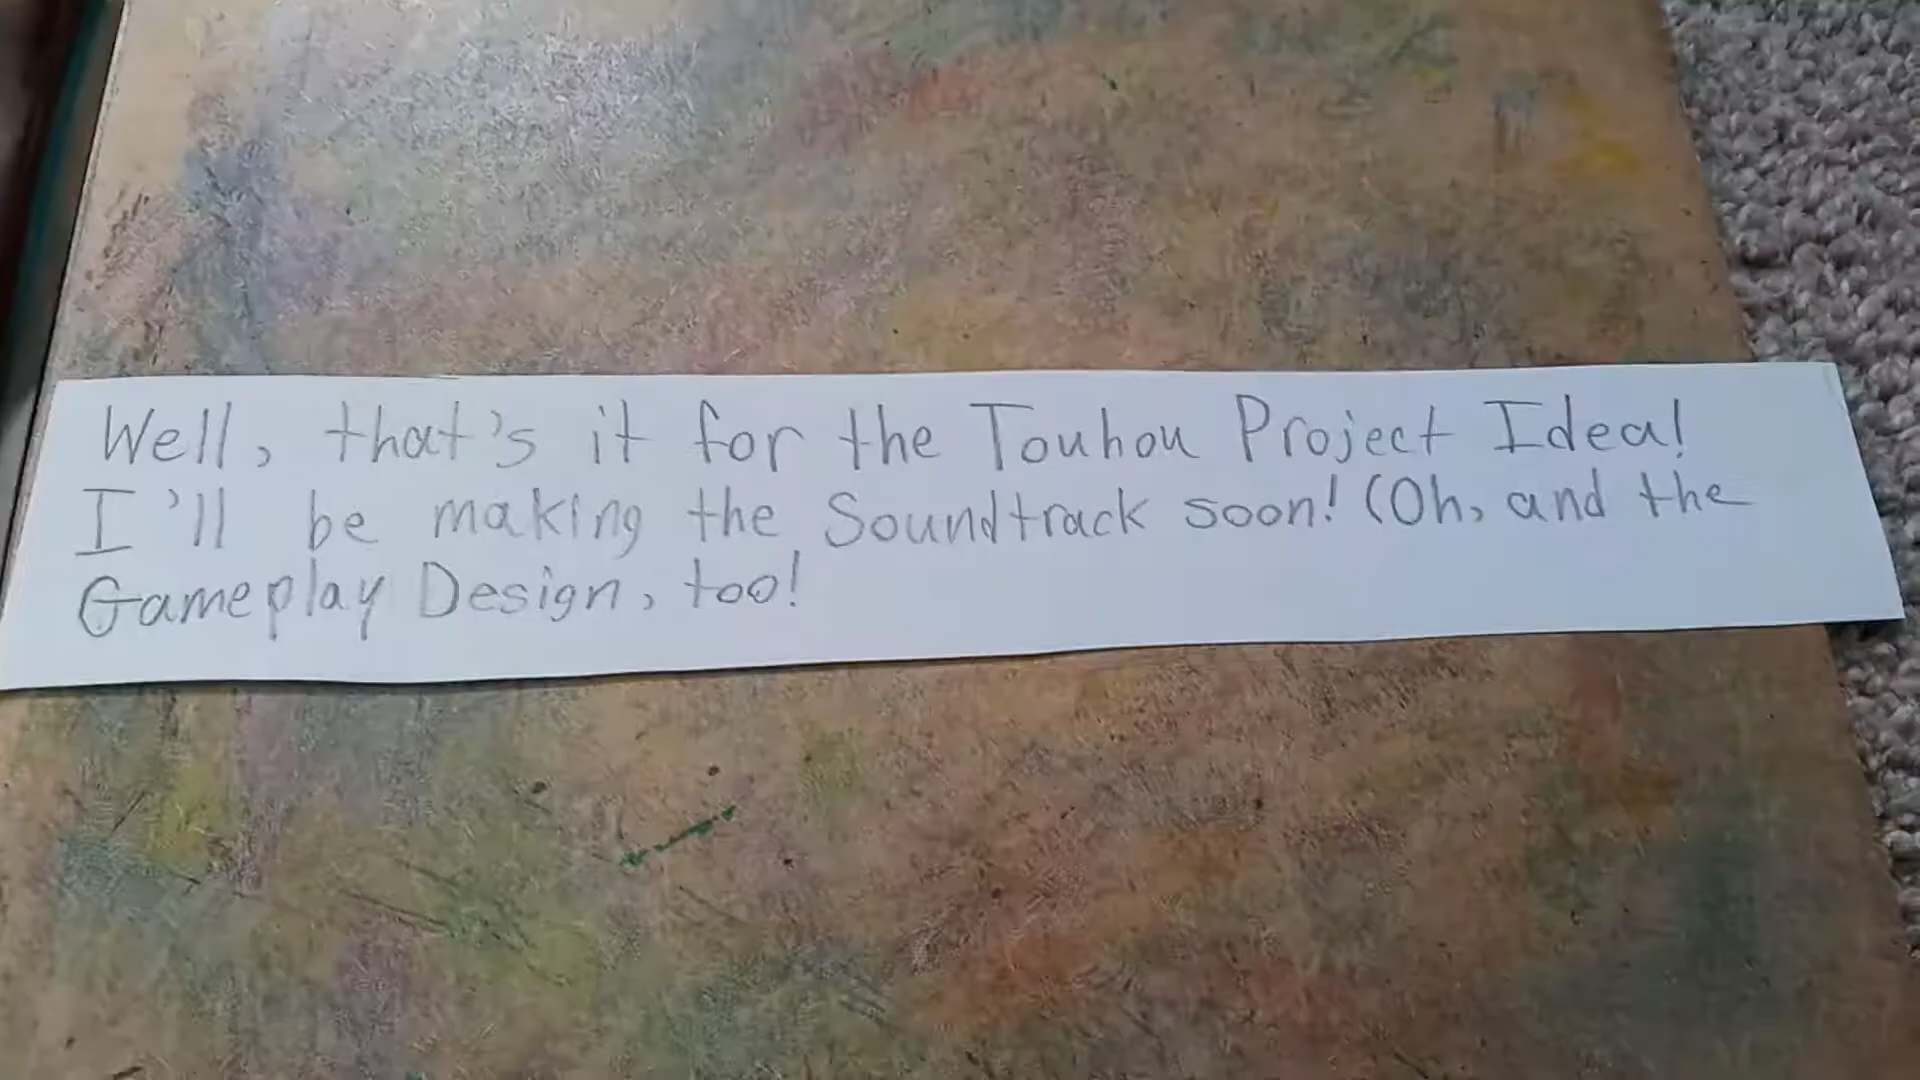 Well, that's it for the Touhou Project Idea!
I'll be making the Soundtrack soon! (Oh, and the
Gameplay Design, too!